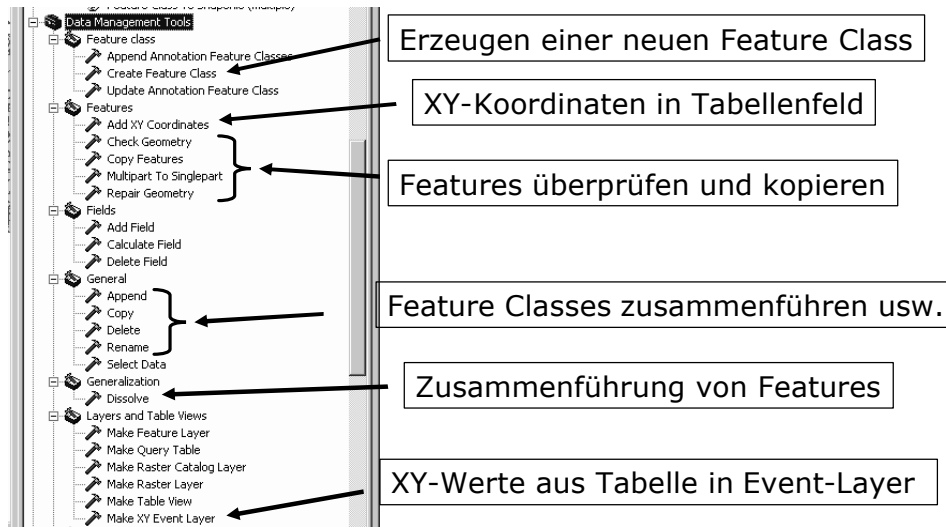 Feature Class To Shapefile (multiple)
Data Management Tools
Feature class
Append Annotation Feature Classes
Create Feature Class
Update Annotation Feature Class
Features
Add XY Coordinates
Check Geometry
Copy Features
Multipart To Singlepart
Repair Geometry
Fields
Add Field
Calculate Field
Delete Field
General
Append
Copy
Delete
Rename
Select Data
Generalization
Dissolve
Layers and Table Views
Make Feature Layer
Make Query Table
Make Raster Catalog Layer
Make Raster Layer
Make Table View
Make XY Event Layer
Erzeugen einer neuen Feature Class
XY-Koordinaten in Tabellenfeld
Features überprüfen und kopieren
Feature Classes zusammenführen usw.
Zusammenführung von Features
XY-Werte aus Tabelle in Event-Layer